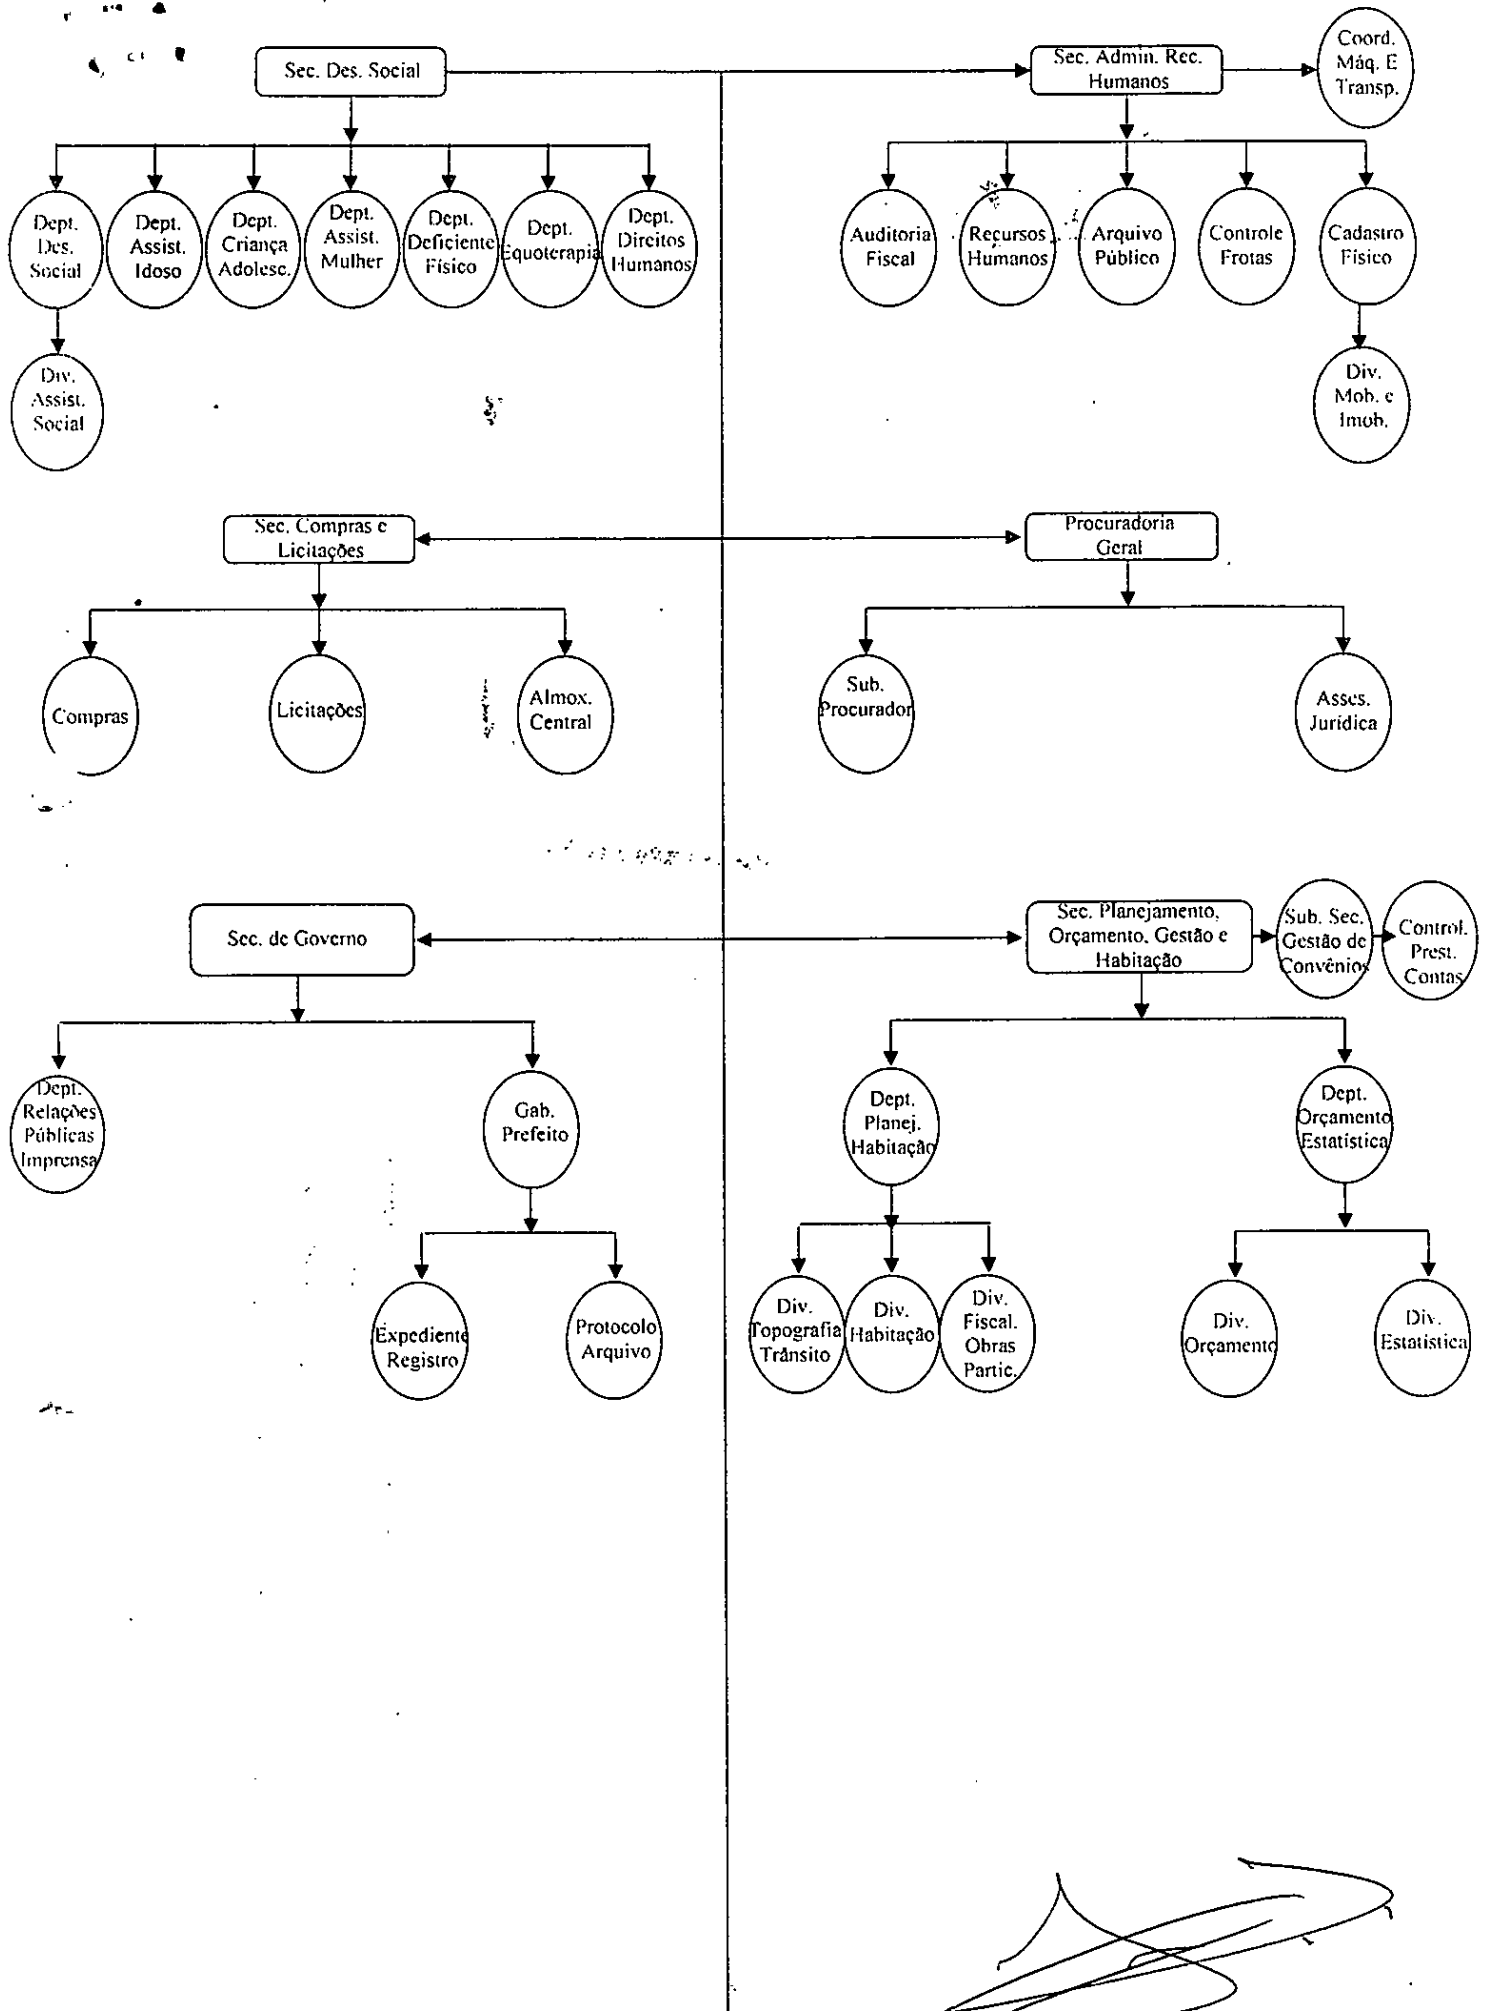 Sec. Des. Social
Sec. Admin. Rec.
Humanos
Coord.
Máq. E
Transp.
Dept.
Des.
Social
Dept.
Assist.
Idoso
Dept.
Criança
Adolesc.
Dept.
Assist.
Mulher
Dept.
Deficiente
Físico
Dept.
Equoterapia
Dept.
Direitos
Humanos
Auditoria
Fiscal
Recursos
Humanos
Arquivo
Público
Controle
Frotas
Cadastro
Físico
Div.
Assist.
Social
Div.
Mob. e
Imob.
Sec. Compras e
Licitações
Procuradoria
Geral
Compras
Licitações
Almox.
Central
Sub.
Procurador
Asses.
Jurídica
Sec. de Governo
Sec. Planejamento,
Orçamento, Gestão e
Habitação
Sub. Sec.
Gestão de
Convênios
Control.
Prest.
Contas
Dept.
Relações
Públicas
Imprensa
Gab.
Prefeito
Dept.
Planej.
Habitação
Dept.
Orçamento
Estatística
Expediente
Registro
Protocolo
Arquivo
Div.
Topografia
Trânsito
Div.
Habitação
Div.
Fiscal.
Obras
Partic.
Div.
Orçamento
Div.
Estatística